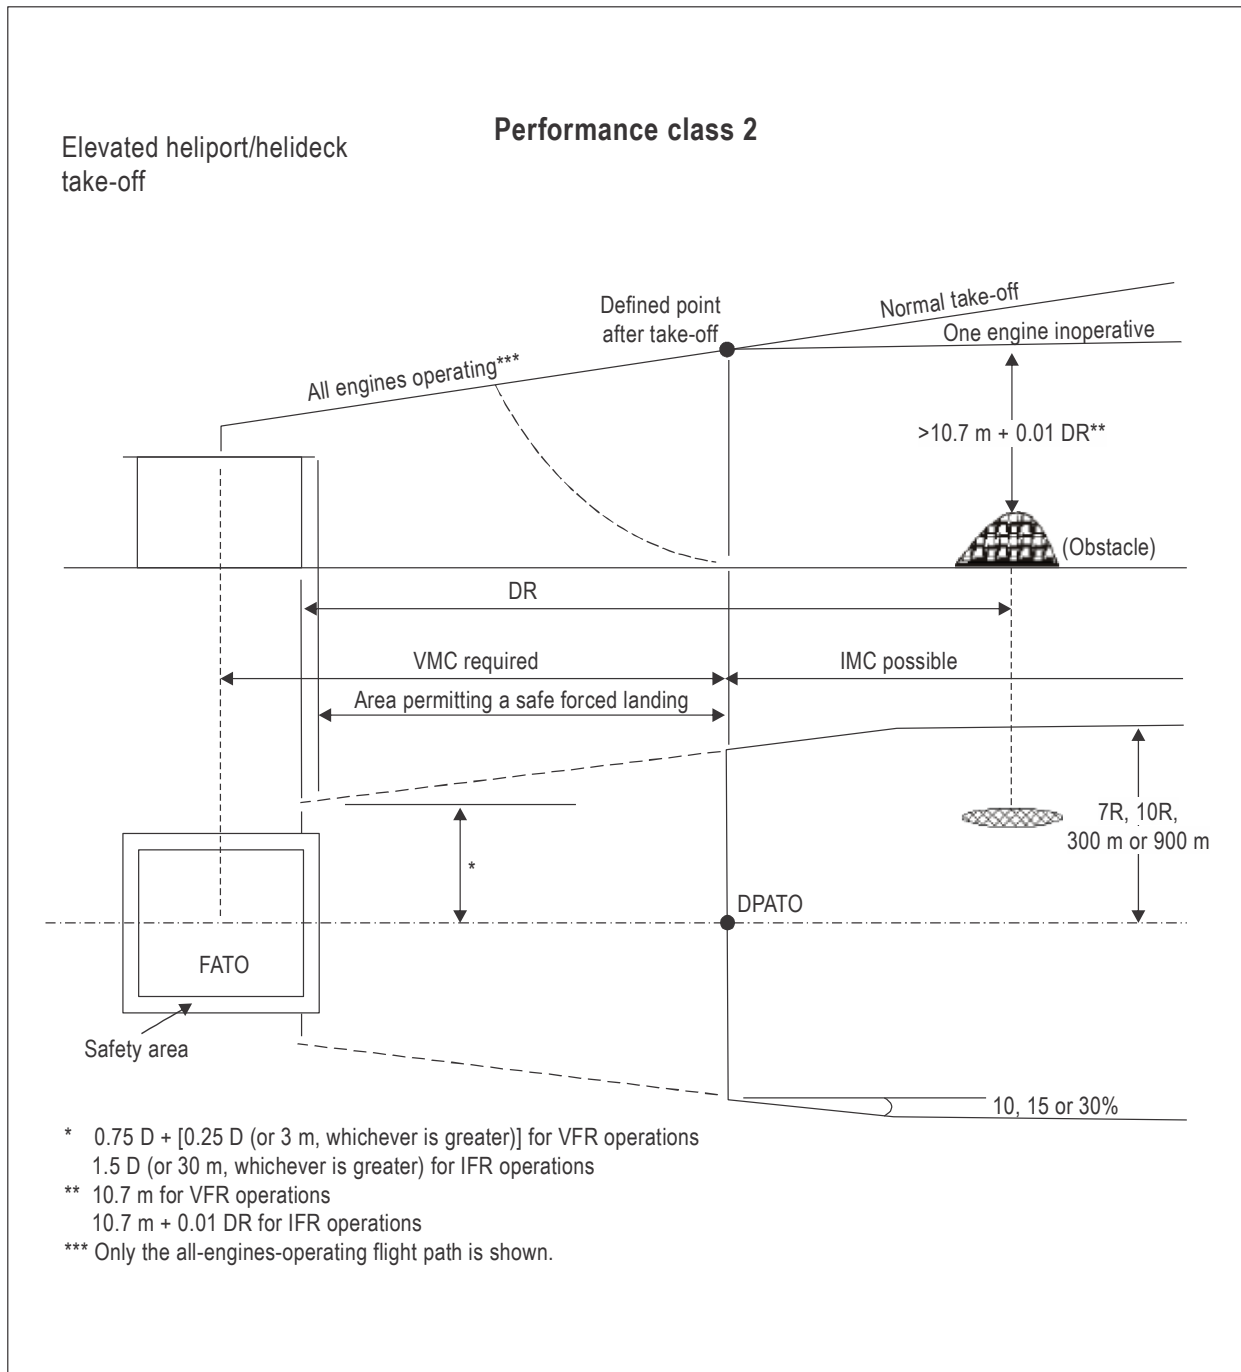 Performance class 2
Elevated heliport/helideck
take-off
Defined point
after take-off
Normal take-off
One engine inoperative
All engines operating***
>10.7 m + 0.01 DR**
(Obstacle)
DR
VMC required
IMC possible
Area permitting a safe forced landing
7R, 10R,
300 m or 900 m
*
DPATO
FATO
Safety area
10, 15 or 30%
* 0.75 D + [0.25 D (or 3 m, whichever is greater)] for VFR operations
1.5 D (or 30 m, whichever is greater) for IFR operations
** 10.7 m for VFR operations
10.7 m + 0.01 DR for IFR operations
*** Only the all-engines-operating flight path is shown.